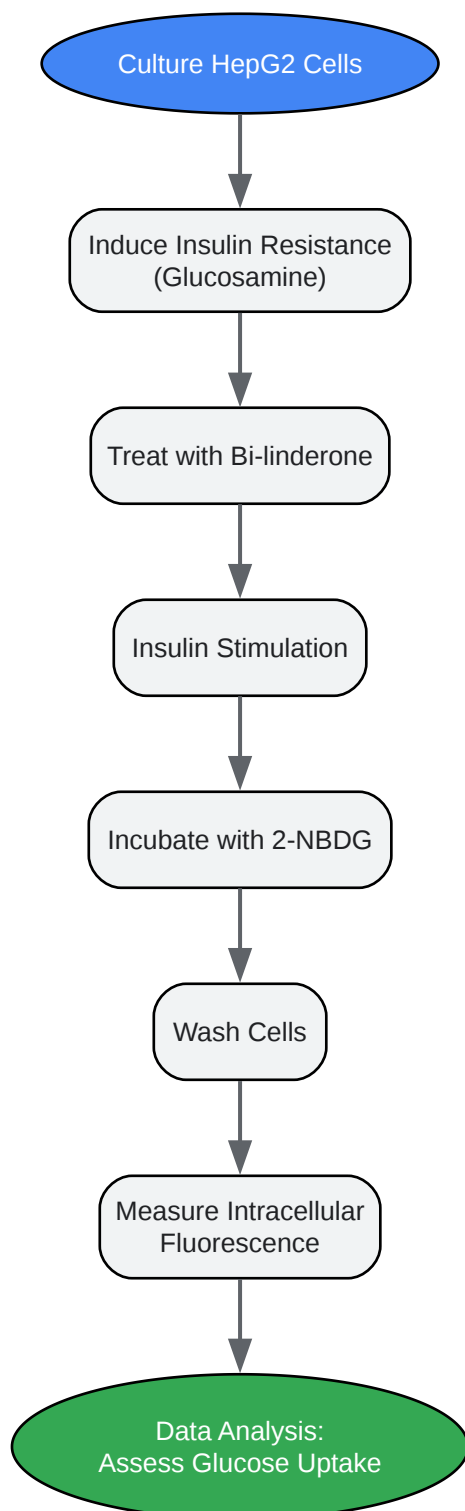 Culture HepG2 Cells
Induce Insulin Resistance
(Glucosamine)
Treat with Bi-linderone
Insulin Stimulation
Incubate with 2-NBDG
Wash Cells
Measure Intracellular
Fluorescence
Data Analysis:
Assess Glucose Uptake